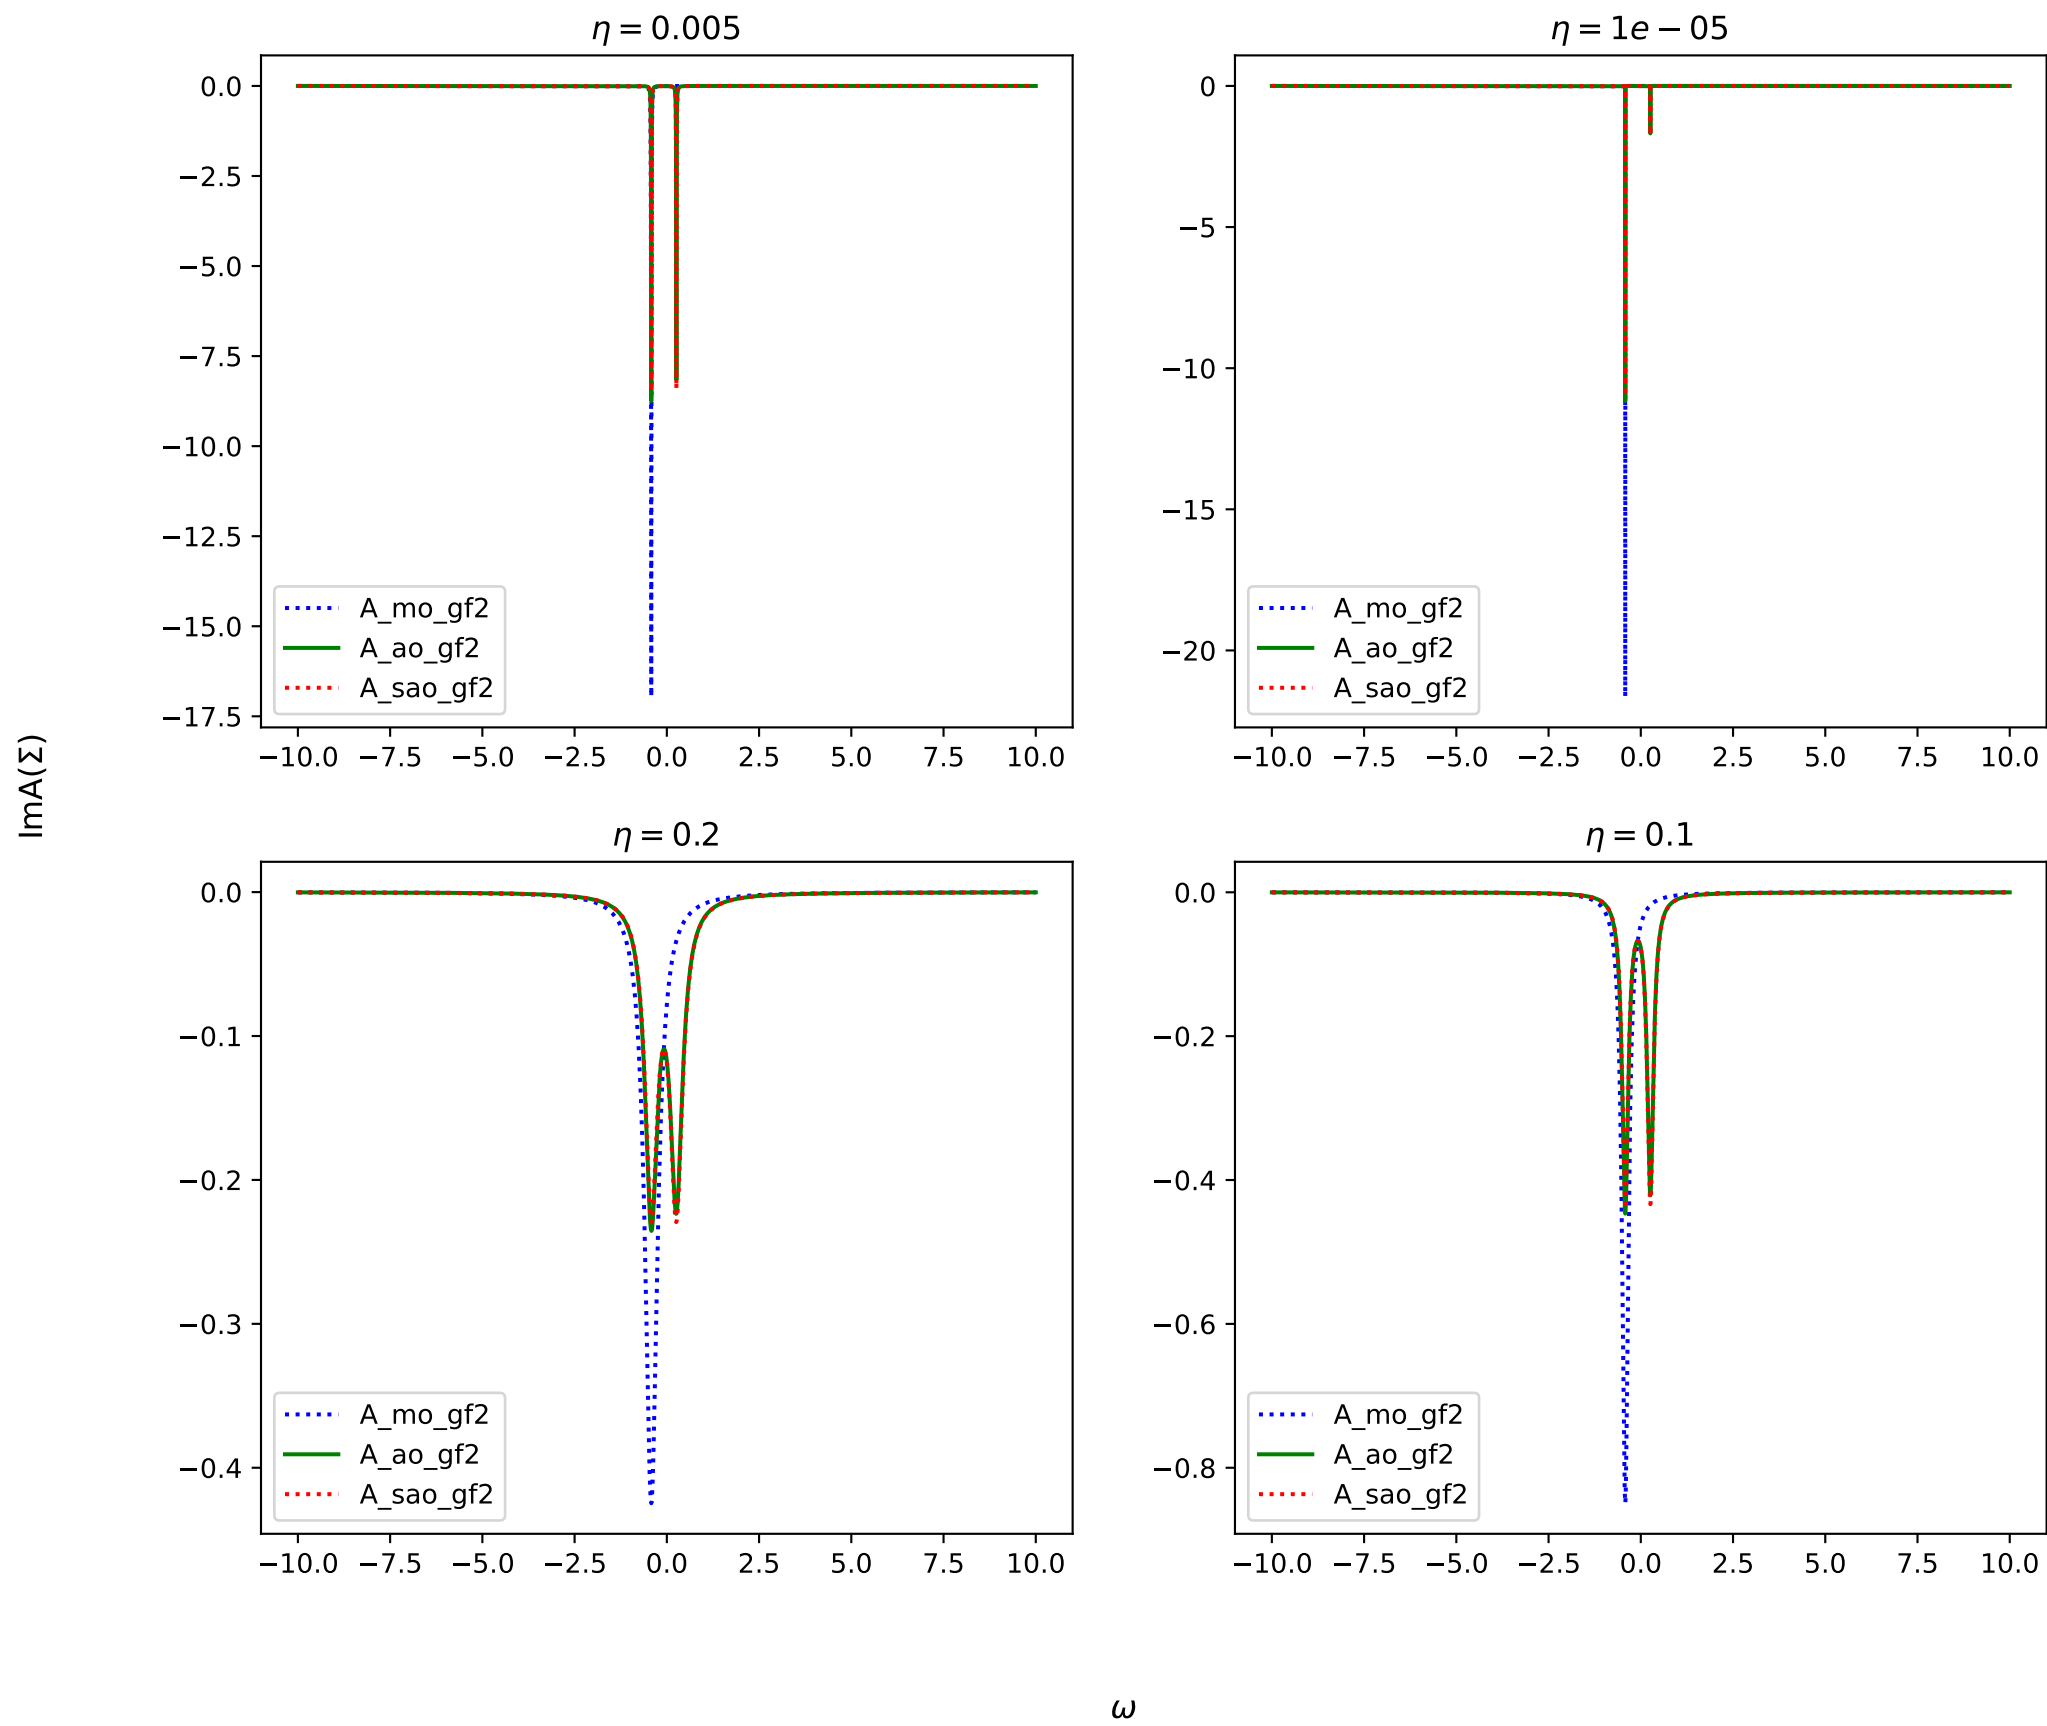 η = 0.005
η = 1e − 05
0.0
−2.5
−5.0
−7.5
−10.0
−12.5
−15.0
−17.5
A_mo_gf2
A_ao_gf2
A_sao_gf2
−10.0 −7.5 −5.0 −2.5 0.0 2.5 5.0 7.5 10.0
0
−5
−10
−15
−20
A_mo_gf2
A_ao_gf2
A_sao_gf2
−10.0 −7.5 −5.0 −2.5 0.0 2.5 5.0 7.5 10.0
ImA(Σ)
η = 0.2
η = 0.1
0.0
−0.1
−0.2
−0.3
−0.4
A_mo_gf2
A_ao_gf2
A_sao_gf2
−10.0 −7.5 −5.0 −2.5 0.0 2.5 5.0 7.5 10.0
0.0
−0.2
−0.4
−0.6
−0.8
A_mo_gf2
A_ao_gf2
A_sao_gf2
−10.0 −7.5 −5.0 −2.5 0.0 2.5 5.0 7.5 10.0
ω